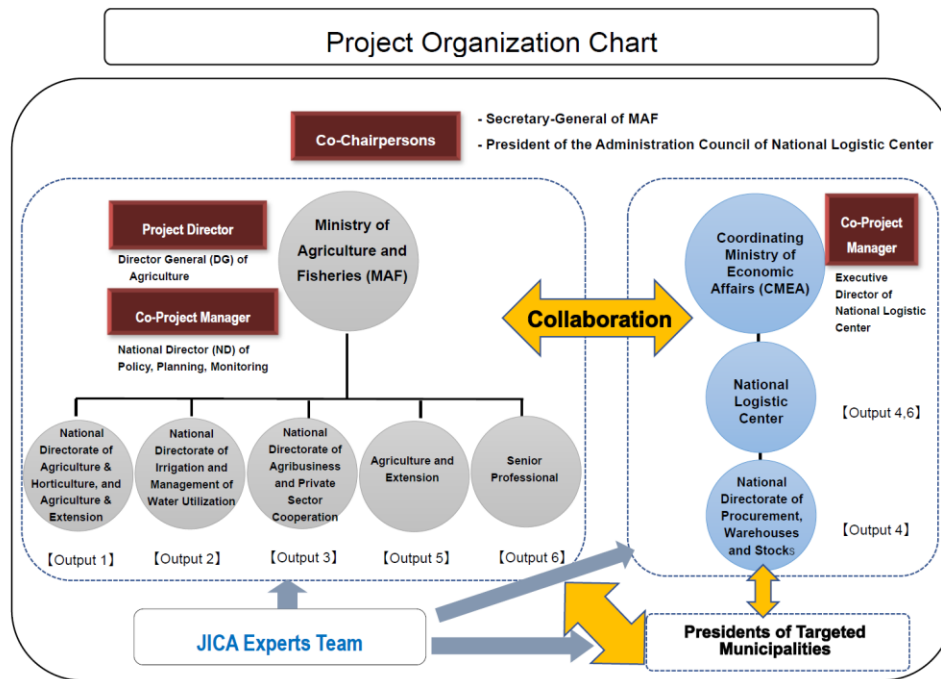 Project Organization Chart
Co-Chairpersons
- Secretary-General of MAF
- President of the Administration Council of National Logistic Center
Project Director
Director General (DG) of
Agriculture
Co-Project Manager
National Director (ND) of
Policy, Planning, Monitoring
Ministry of
Agriculture and
Fisheries (MAF)
Collaboration
Coordinating
Ministry of
Economic
Affairs (CMEA)
Co-Project
Manager
Executive
Director of
National Logistic
Center
National
Logistic
Center
【Output 4,6】
National
Directorate of
Procurement,
Warehouses
and Stocks
【Output 4】
National
Directorate of
Agriculture &
Horticulture, and
Agriculture &
Extension
【Output 1】
National
Directorate of
Irrigation and
Management of
Water Utilization
【Output 2】
National
Directorate of
Agribusiness
and Private
Sector
Cooperation
【Output 3】
Agriculture and
Extension
【Output 5】
Senior
Professional
【Output 6】
JICA Experts Team
Presidents of Targeted
Municipalities